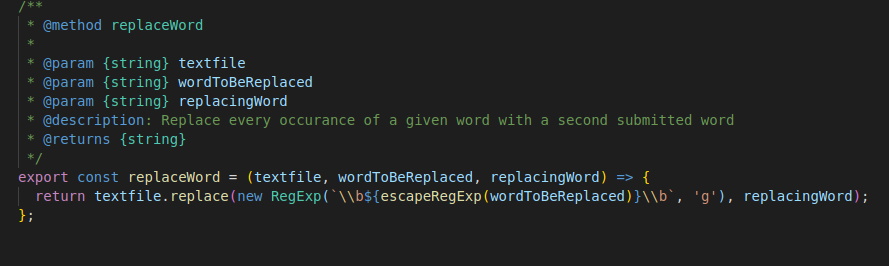 /**
 * @method replaceWord
 *
 * @param {string} textfile
 * @param {string} wordToBeReplaced
 * @param {string} replacingWord
 * @description: Replace every occurance of a given word with a second submitted word
 * @returns {string}
 */
export const replaceWord = (textfile, wordToBeReplaced, replacingWord) => {
  return textfile.replace(new RegExp(`\\b${escapeRegExp(wordToBeReplaced)}\\b`, 'g'), replacingWord);
};